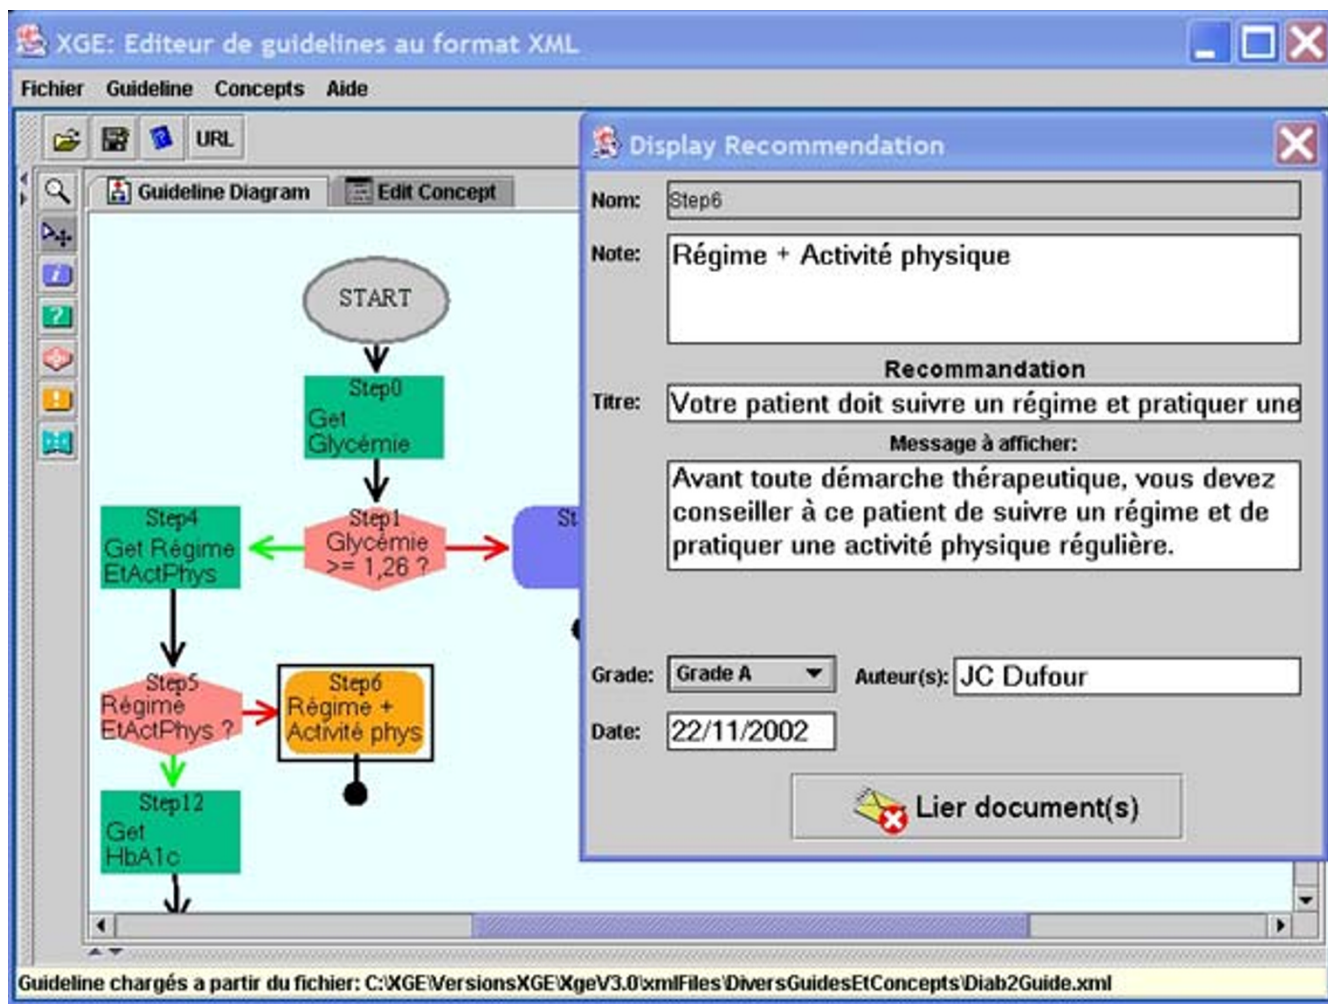 XGE: Editeur de guidelines au format XML
Fichier Guideline Concepts Aide
URL
Guideline Diagram Edit Concept
START
Step0
Get
Glycémie
Step4
Get Régime
EtActPhys
Step1
Glycémie
>= 1,26 ?
St
Step5
Régime
EtActPhys ?
Step6
Régime +
Activité phys
Step12
Get
HbA1c
Display Recommendation
Nom: Step6
Note: Régime + Activité physique
Recommandation
Titre: Votre patient doit suivre un régime et pratiquer une
Message à afficher:
Avant toute démarche thérapeutique, vous devez
conseiller à ce patient de suivre un régime et de
pratiquer une activité physique régulière.
Grade: Grade A Auteur(s): JC Dufour
Date: 22/11/2002
Lier document(s)
Guideline chargés a partir du fichier: C:\XGE\VersionsXGE\XgeV3.0\xmlFiles\DiversGuidesEtConcepts\Diab2Guide.xml